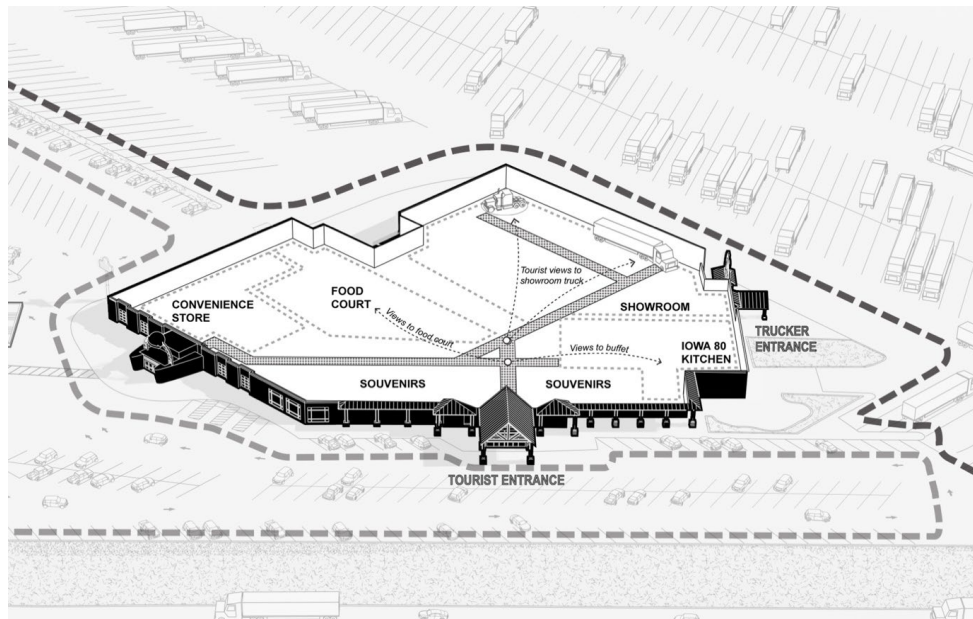 Tourist views to
showroom truck
FOOD
COURT
CONVENIENCE
STORE
SHOWROOM
Views to food court
Views to buffet
TRUCKER
ENTRANCE
IOWA 80
KITCHEN
SOUVENIRS
SOUVENIRS
TOURIST ENTRANCE